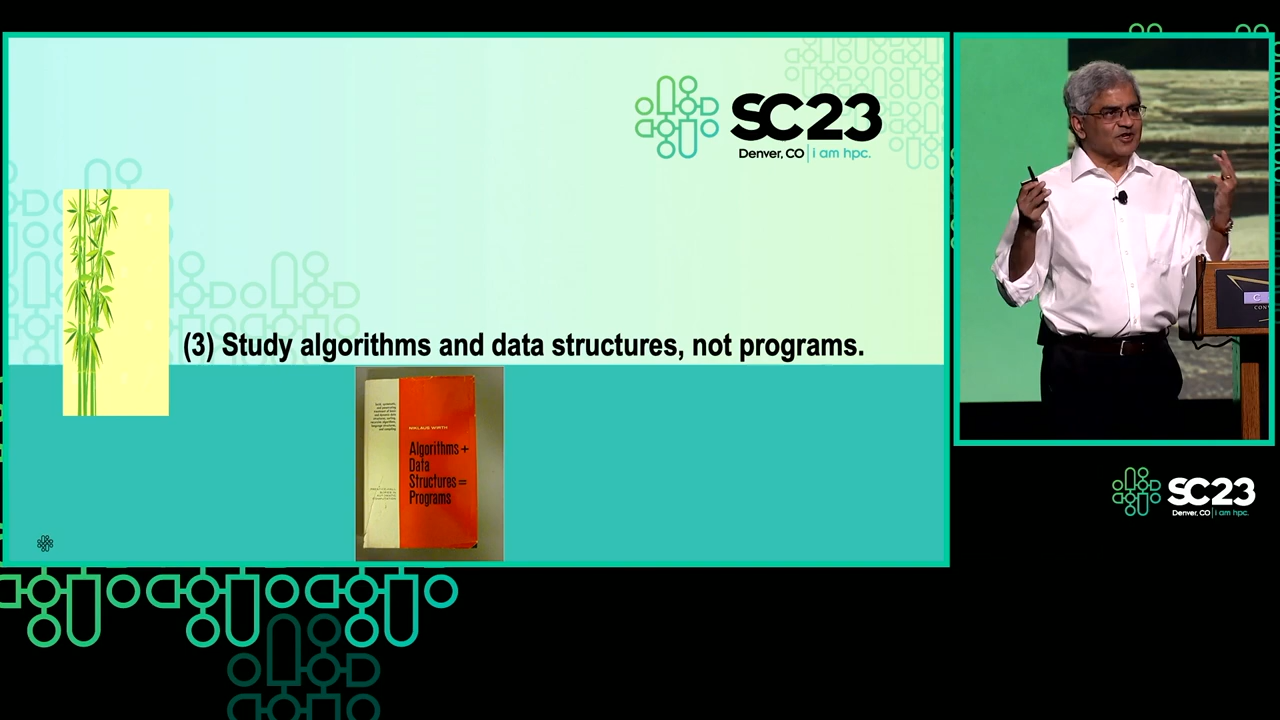 SC23
Denver, CO | i am hpc.
(3) Study algorithms and data structures, not programs.
NIKLAUS WIRTH
Algorithms +
Data
Structures =
Programs
SC23
Denver, CO | i am hpc.